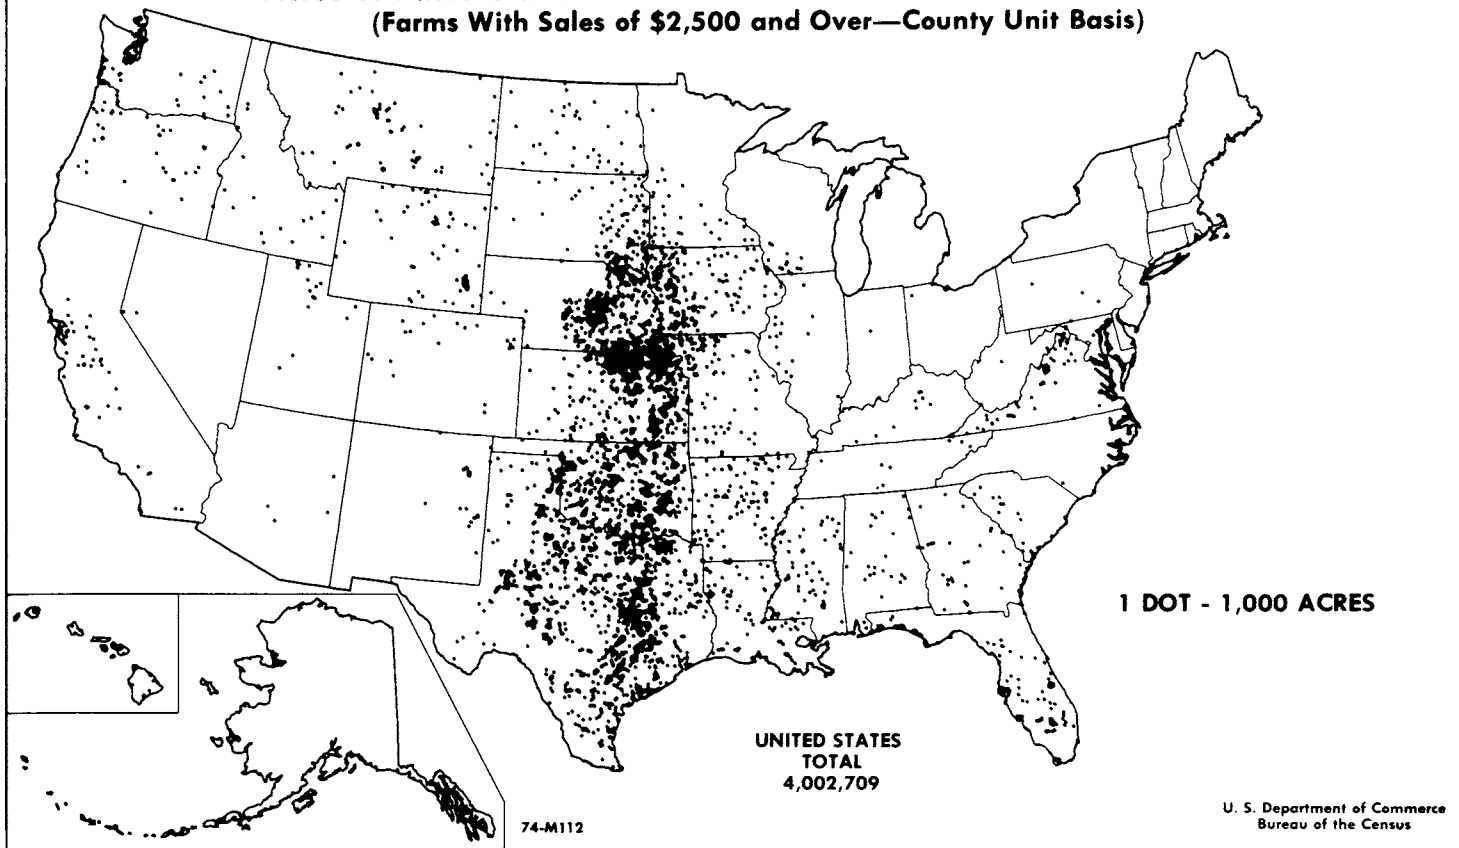 (Farms With Sales of $2,500 and Over—County Unit Basis)
1 DOT - 1,000 ACRES
UNITED STATES
TOTAL
4,002,709
74-M112
U. S. Department of Commerce
Bureau of the Census